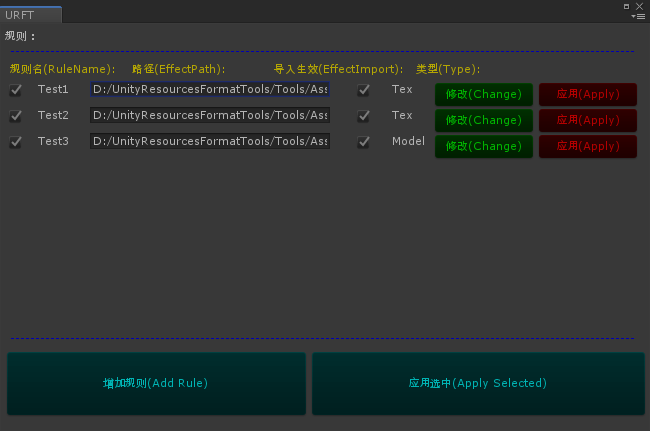 URFT
规则：
规则名(RuleName): 路径(EffectPath): 导入生效(EffectImport): 类型(Type):
Test1 D:/UnityResourcesFormatTools/Tools/Ass Tex 修改(Change) 应用(Apply)
Test2 D:/UnityResourcesFormatTools/Tools/Ass Tex 修改(Change) 应用(Apply)
Test3 D:/UnityResourcesFormatTools/Tools/Ass Model 修改(Change) 应用(Apply)
增加规则(Add Rule) 应用选中(Apply Selected)